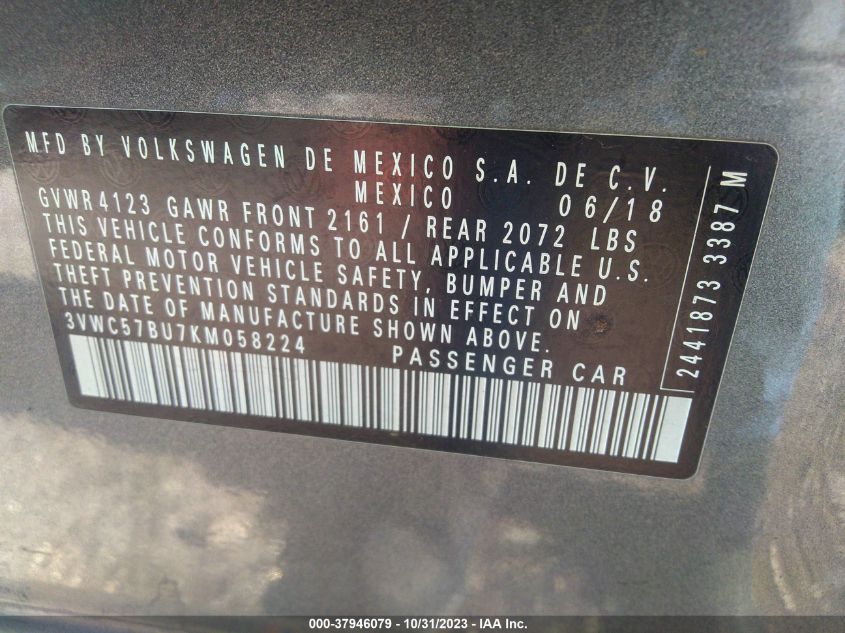 MFD BY VOLKSWAGEN DE MEXICO S.A. DE C.V.
MEXICO 06/18
GVWR 4123 GAWR FRONT 2161 / REAR 2072 LBS
THIS VEHICLE CONFORMS TO ALL APPLICABLE U.S.
FEDERAL MOTOR VEHICLE SAFETY, BUMPER AND
THEFT PREVENTION STANDARDS IN EFFECT ON
THE DATE OF MANUFACTURE SHOWN ABOVE.
3VWC57BU7KM058224 PASSENGER CAR
2441873 3387 M
000-37946079 - 10/31/2023 - IAA Inc.